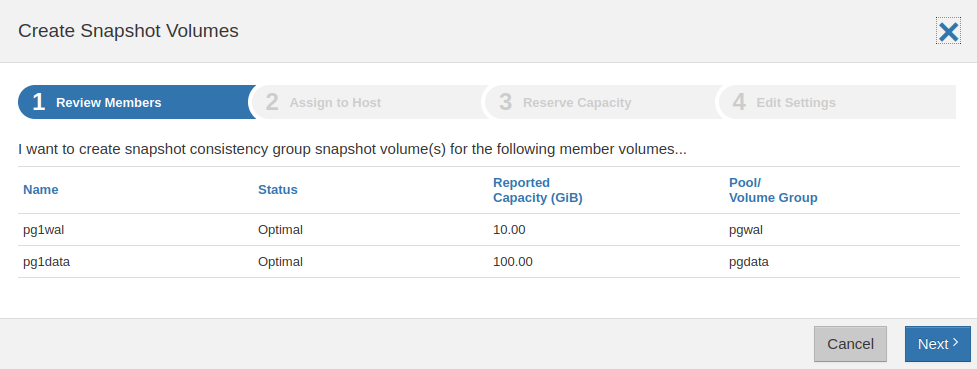 Create Snapshot Volumes
1 Review Members
2 Assign to Host
3 Reserve Capacity
4 Edit Settings
I want to create snapshot consistency group snapshot volume(s) for the following member volumes...
Name Status Reported Capacity (GiB) Pool/ Volume Group
pg1wal Optimal 10.00 pgwal
pg1data Optimal 100.00 pgdata
Cancel Next